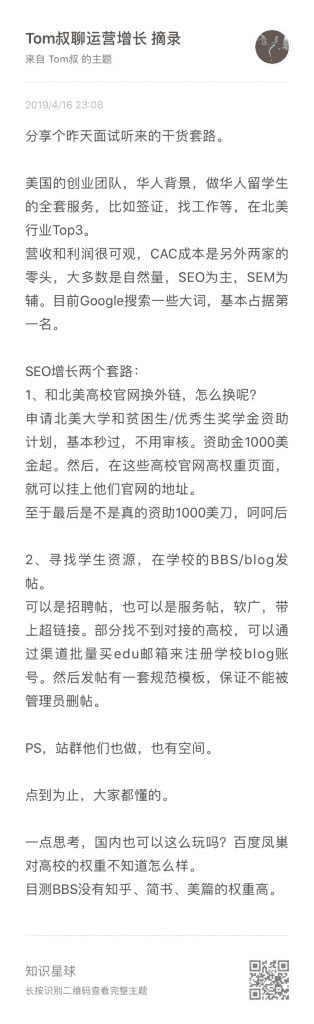 Tom叔聊运营增长 摘录
来自 Tom叔 的主题
2019/4/16 23:08
分享个昨天面试听来的干货套路。
美国的创业团队，华人背景，做华人留学生
的全套服务，比如签证，找工作等，在北美
行业Top3。
营收和利润很可观，CAC成本是另外两家的
零头，大多数是自然量，SEO为主，SEM为
辅。目前Google搜索一些大词，基本占据第
一名。
SEO增长两个套路：
1、和北美高校官网换外链，怎么换呢？
申请北美大学和贫困生/优秀生奖学金资助
计划，基本秒过，不用审核。资助金1000美
金起。然后，在这些高校官网高权重页面，
就可以挂上他们官网的地址。
至于最后是不是真的资助1000美刀，呵呵后
2、寻找学生资源，在学校的BBS/blog发
帖。
可以是招聘帖，也可以是服务帖，软广，带
上超链接。部分找不到对接的高校，可以通
过渠道批量买edu邮箱来注册学校blog账
号。然后发帖有一套规范模板，保证不能被
管理员删帖。
PS，站群他们也做，也有空间。
点到为止，大家都懂的。
一点思考，国内也可以这么玩吗？百度凤巢
对高校的权重不知道怎么样。
目测BBS没有知乎、简书、美篇的权重高。
知识星球
长按识别二维码查看完整主题